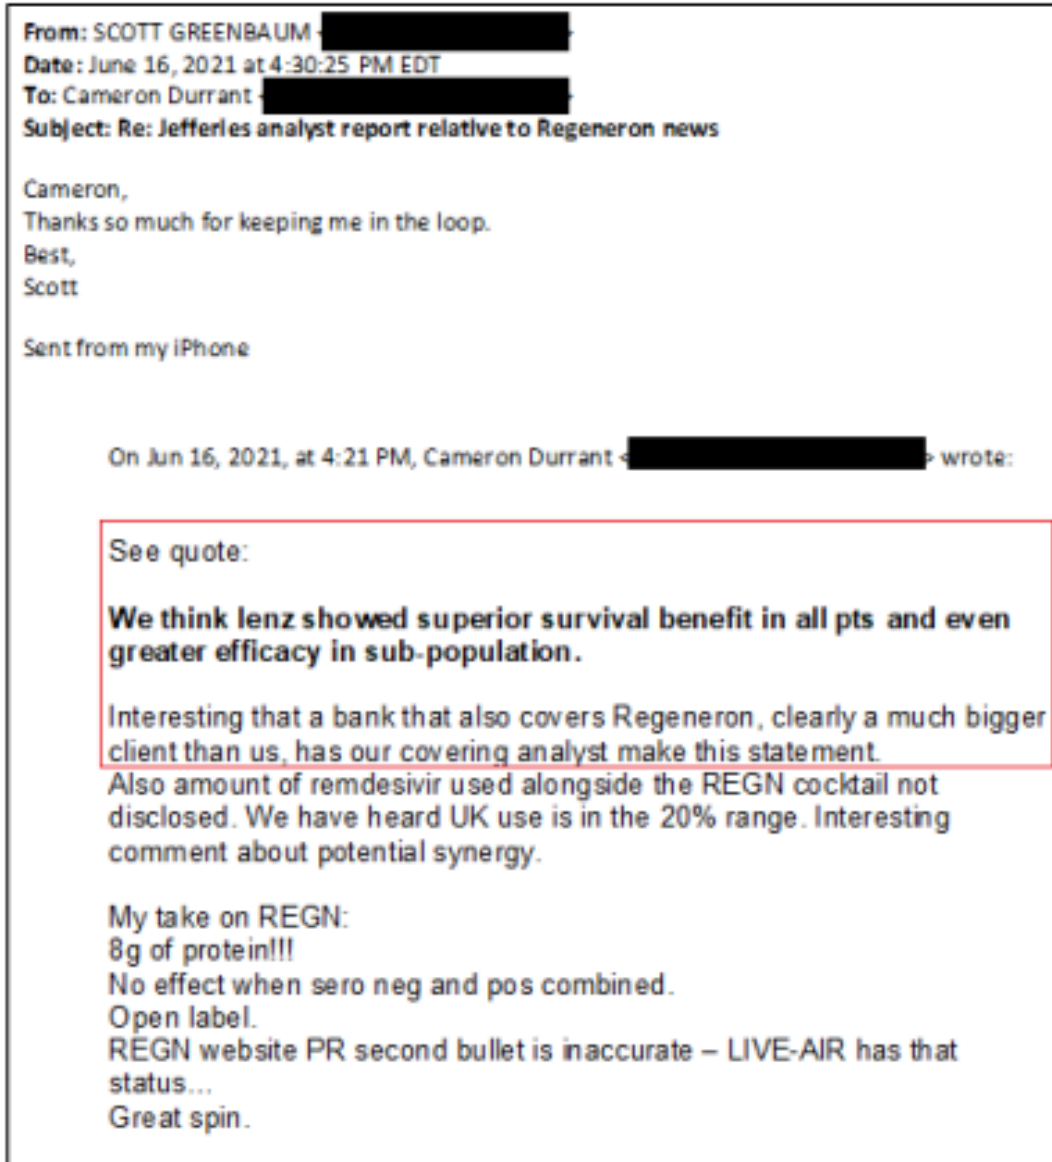 From: SCOTT GREENBAUM <
Date: June 16, 2021 at 4:30:25 PM EDT
To: Cameron Durrant <
Subject: Re: Jefferies analyst report relative to Regeneron news
Cameron,
Thanks so much for keeping me in the loop.
Best,
Scott
Sent from my iPhone
On Jun 16, 2021, at 4:21 PM, Cameron Durrant < > wrote:
See quote:
We think lenz showed superior survival benefit in all pts and even
greater efficacy in sub-population.
Interesting that a bank that also covers Regeneron, clearly a much bigger
client than us, has our covering analyst make this statement.
Also amount of remdesivir used alongside the REGN cocktail not
disclosed. We have heard UK use is in the 20% range. Interesting
comment about potential synergy.
My take on REGN:
8g of protein!!!
No effect when sero neg and pos combined.
Open label.
REGN website PR second bullet is inaccurate – LIVE-AIR has that
status...
Great spin.